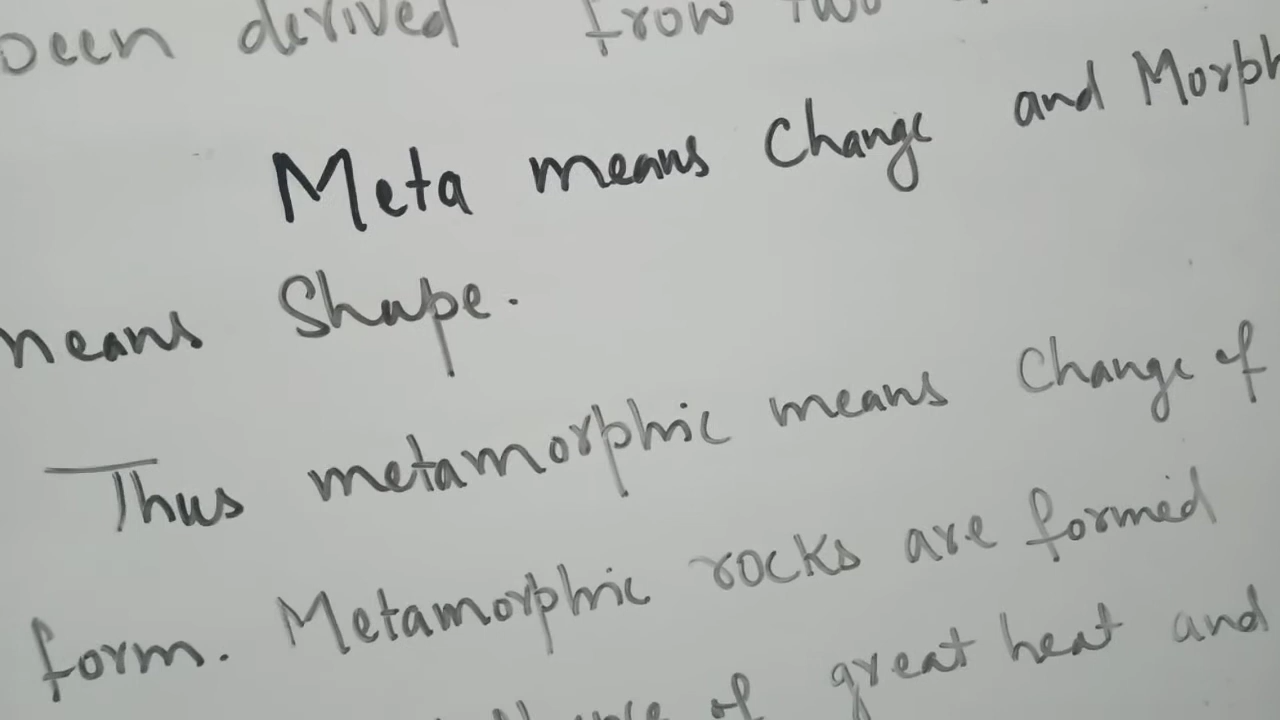 been derived from two
Meta means Change and Morph
means Shape.
Thus metamorphic means Change of
form. Metamorphic rocks are formed
of great heat and